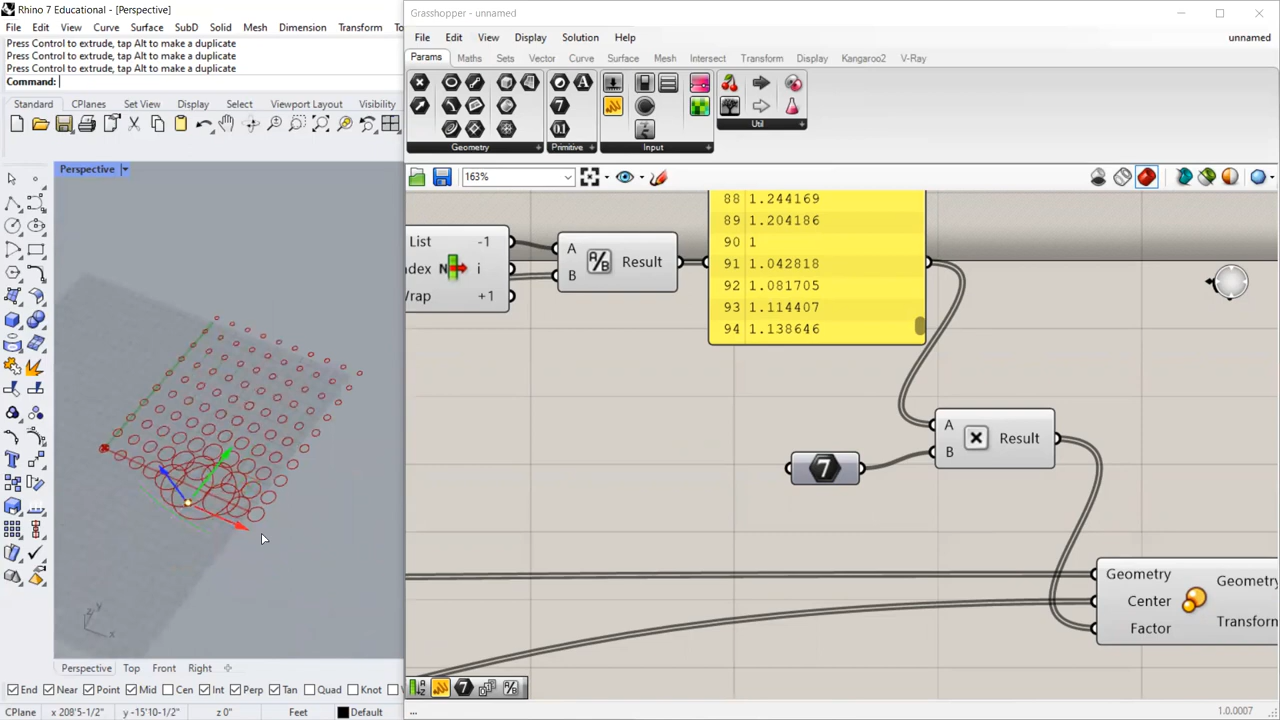 Rhino 7 Educational - [Perspective]
File Edit View Curve Surface SubD Solid Mesh Dimension Transform To
Press Control to extrude, tap Alt to make a duplicate
Press Control to extrude, tap Alt to make a duplicate
Press Control to extrude, tap Alt to make a duplicate
Command:
Standard CPlanes Set View Display Select Viewport Layout Visibility
Perspective
z y
x
Perspective Top Front Right
End Near Point Mid Cen Int Perp Tan Quad Knot
CPlane x 208'5-1/2" y -15'10-1/2" z 0" Feet Default
Grasshopper - unnamed
File Edit View Display Solution Help unnamed
Params Maths Sets Vector Curve Surface Mesh Intersect Transform Display Kangaroo2 V-Ray
Geometry Primitive Input Util
163%
88 1.244169
89 1.204186
90 1
91 1.042818
92 1.081705
93 1.114407
94 1.138646
List -1
ndex N i
Wrap +1
A
B
A/B
Result
A
B
Result
7
Geometry
Center
Factor
Geometry
Transform
...
1.0.0007